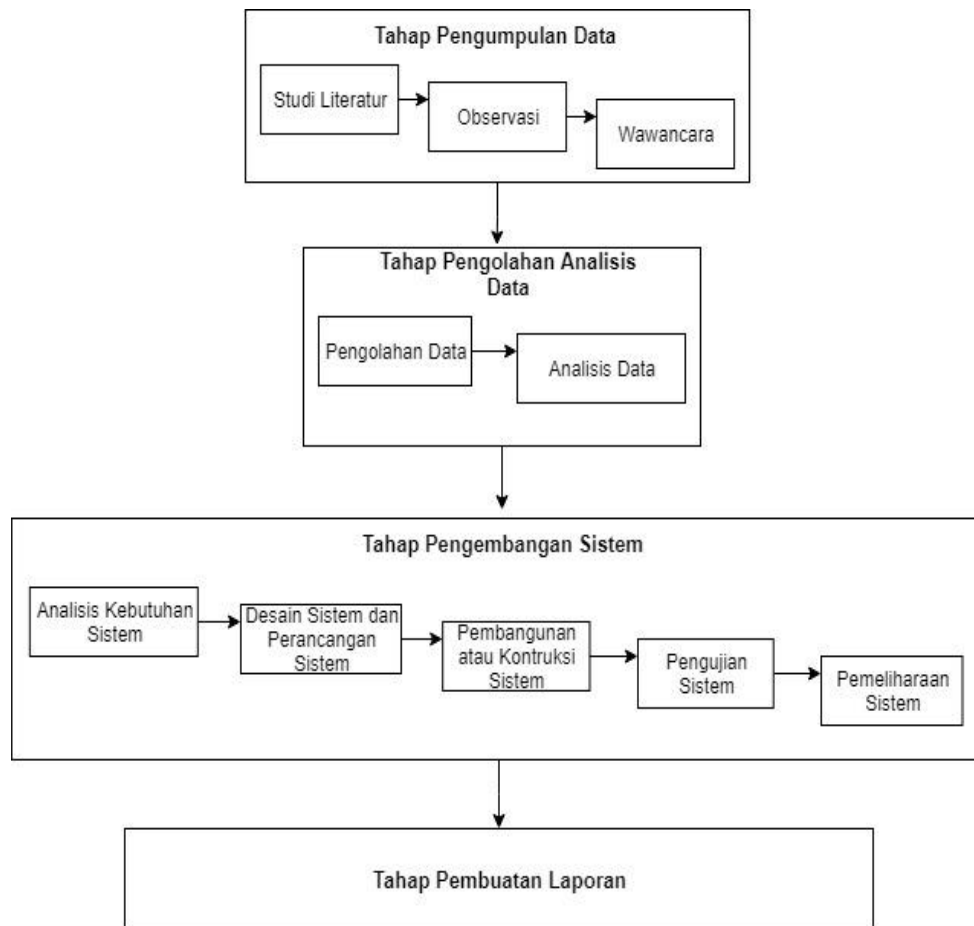 Tahap Pengumpulan Data
Studi Literatur
Observasi
Wawancara
Tahap Pengolahan Analisis
Data
Pengolahan Data
Analisis Data
Tahap Pengembangan Sistem
Analisis Kebutuhan
Sistem
Desain Sistem dan
Perancangan
Sistem
Pembangunan
atau Kontruksi
Sistem
Pengujian
Sistem
Pemeliharaan
Sistem
Tahap Pembuatan Laporan